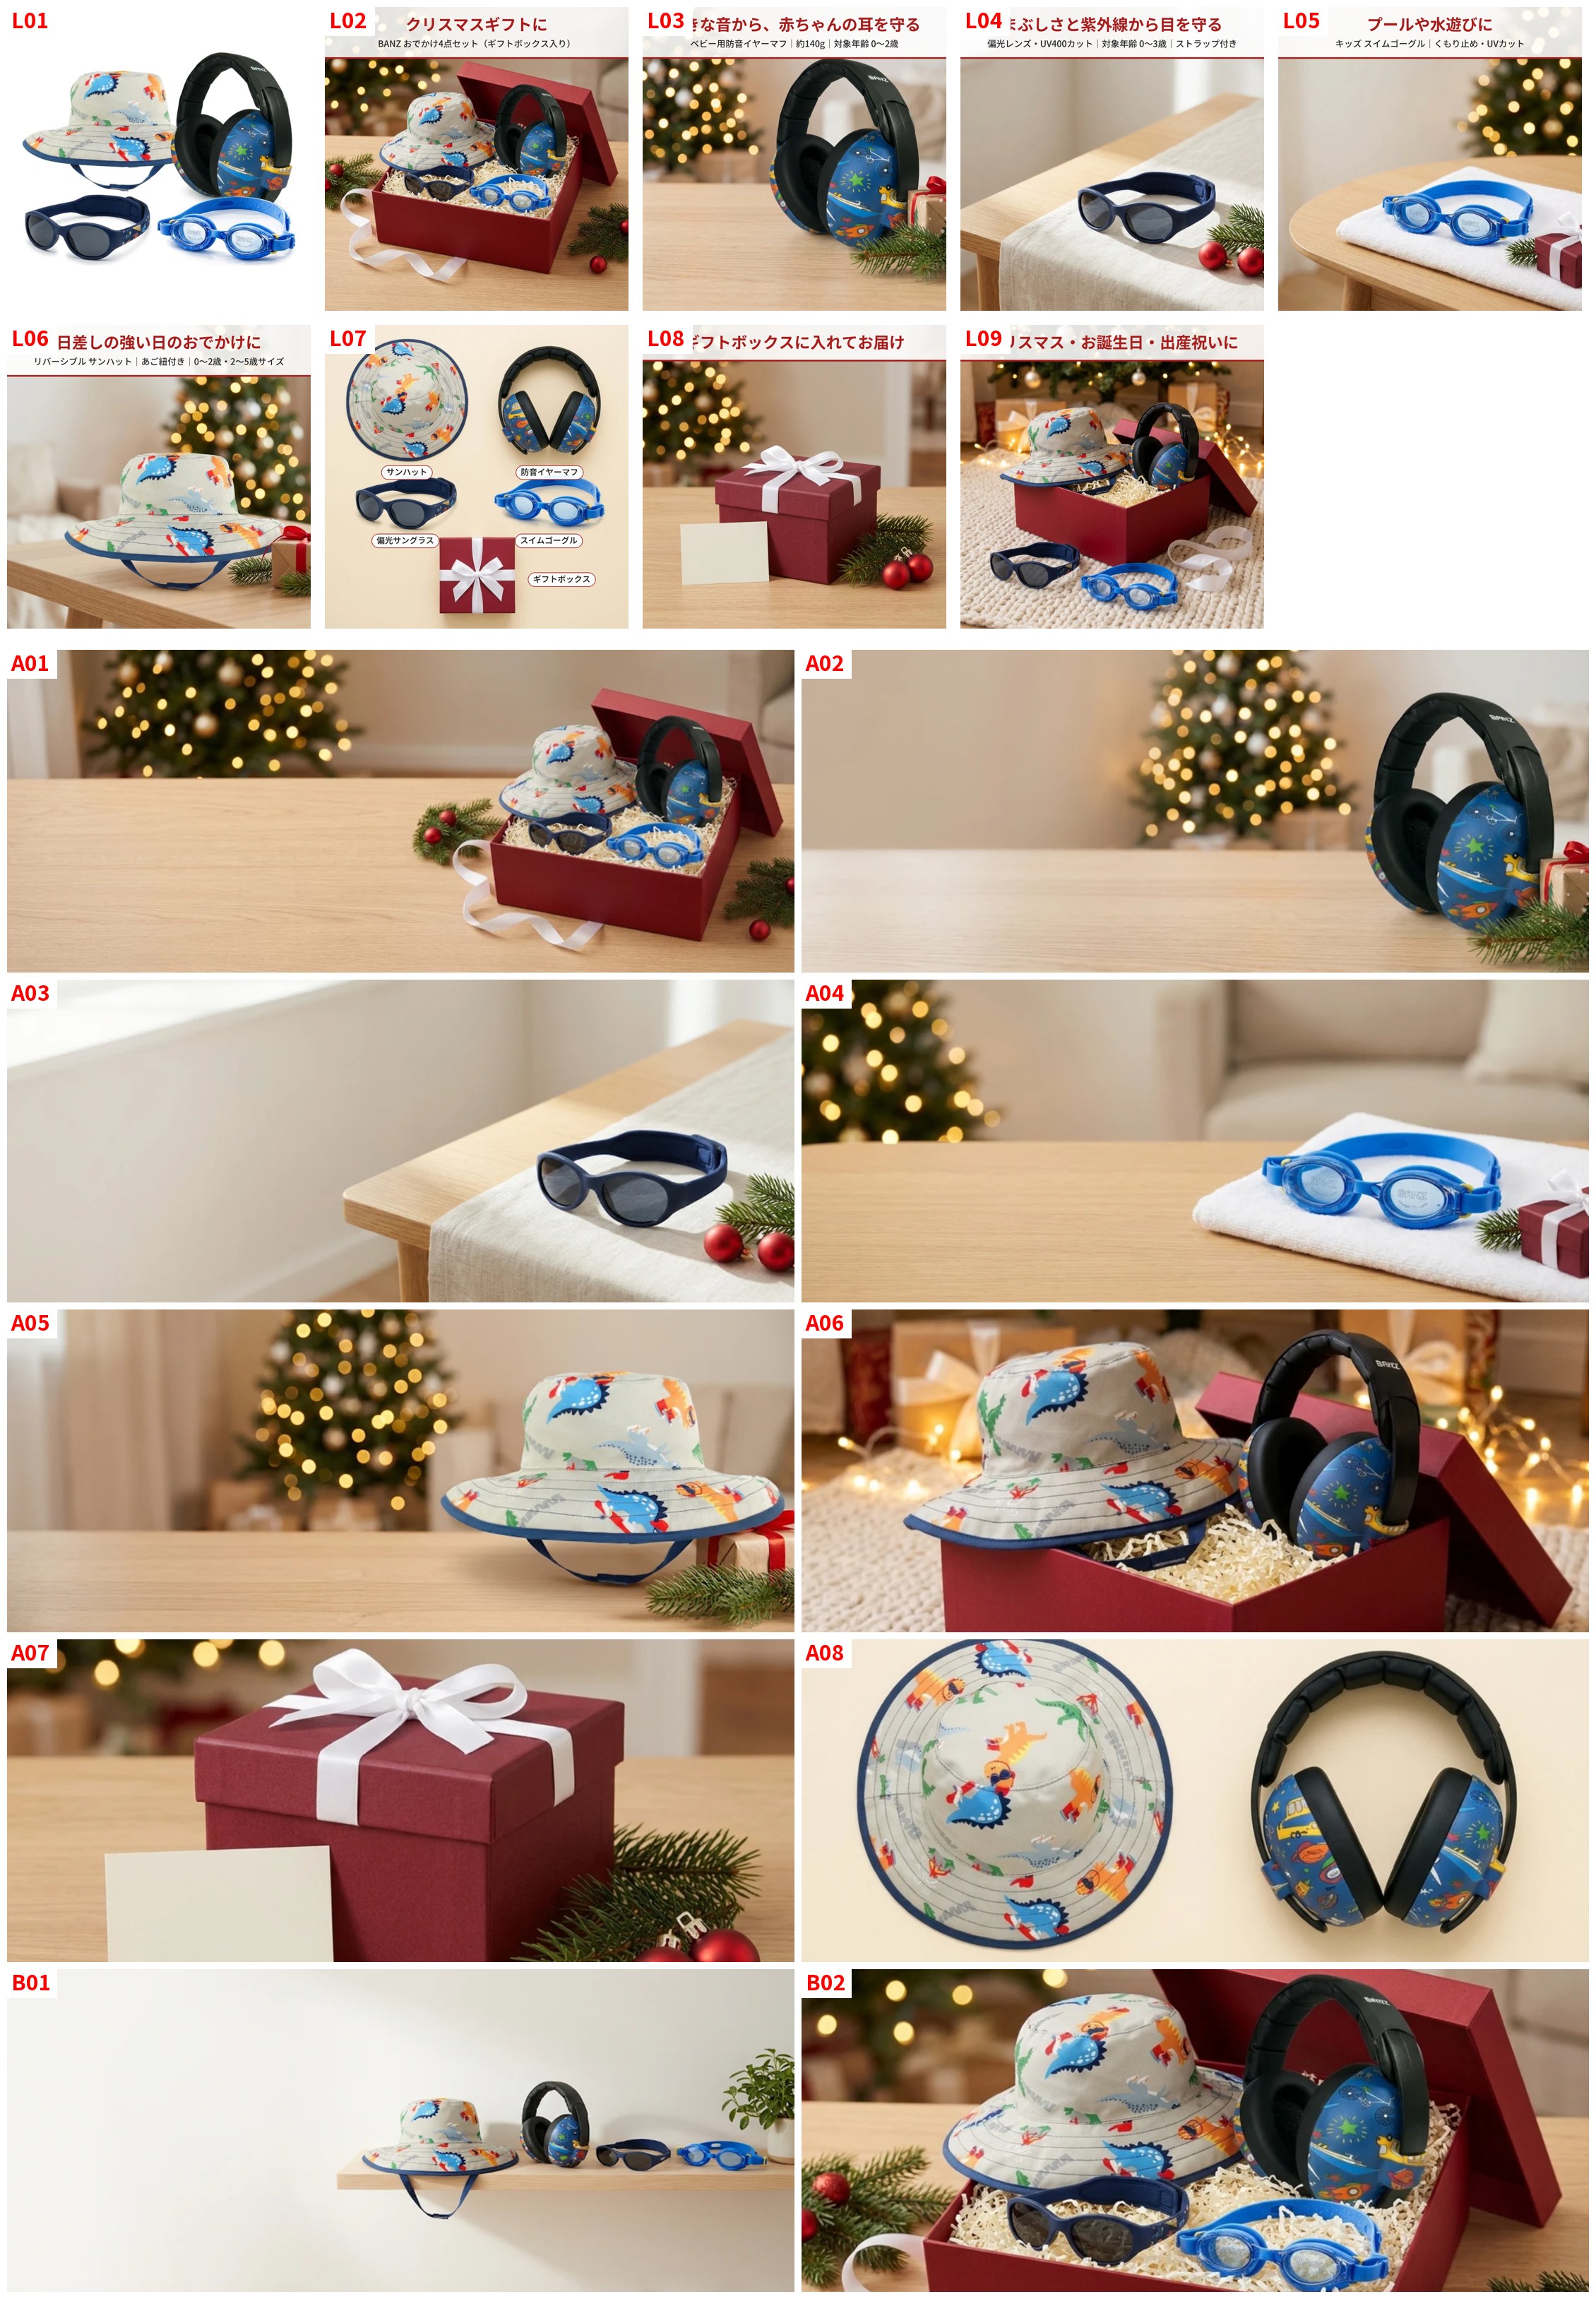 L01
L02
クリスマスギフトに
BANZ おでかけ4点セット（ギフトボックス入り）
L03
きな音から、赤ちゃんの耳を守る
ベビー用防音イヤーマフ｜約140g｜対象年齢 0〜2歳
BANZ
L04
まぶしさと紫外線から目を守る
偏光レンズ・UV400カット｜対象年齢 0〜3歳｜ストラップ付き
L05
プールや水遊びに
キッズ スイムゴーグル｜くもり止め・UVカット
L06
日差しの強い日のおでかけに
リバーシブル サンハット｜あご紐付き｜0〜2歳・2〜5歳サイズ
L07
サンハット
防音イヤーマフ
偏光サングラス
スイムゴーグル
ギフトボックス
L08
ギフトボックスに入れてお届け
L09
リスマス・お誕生日・出産祝いに
A01
A02
BANZ
A03
A04
BANZ
BANZ
A05
A06
BANZ
A07
A08
B01
B02
BANZ